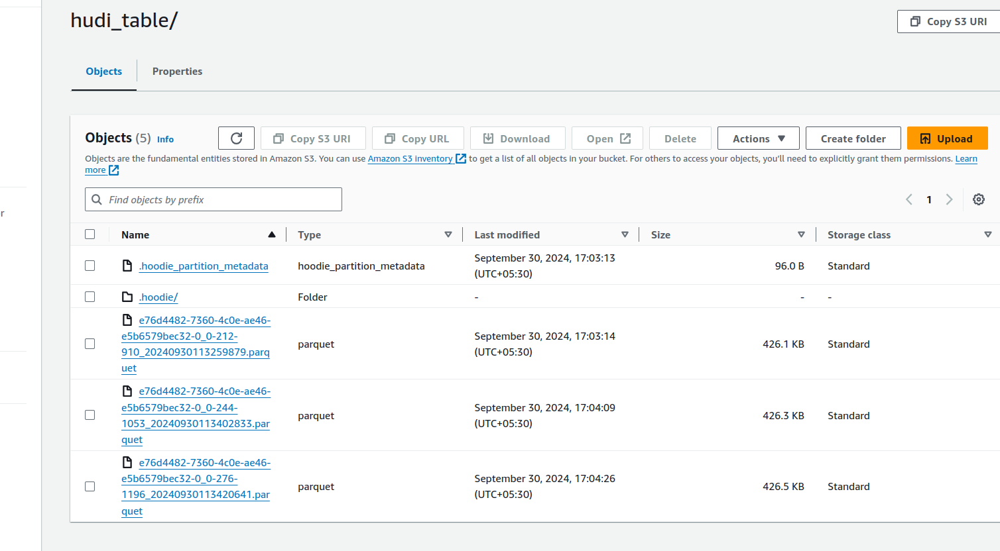 hudi_table/
Copy S3 URI
Objects
Properties
Objects (5) Info
Copy S3 URI
Copy URL
Download
Open
Delete
Actions
Create folder
Upload
Objects are the fundamental entities stored in Amazon S3. You can use Amazon S3 inventory to get a list of all objects in your bucket. For others to access your objects, you’ll need to explicitly grant them permissions. Learn
more
r
Find objects by prefix
1
Name Type Last modified Size Storage class
.hoodie_partition_metadata
hoodie_partition_metadata
September 30, 2024, 17:03:13
(UTC+05:30)
96.0 B
Standard
.hoodie/
Folder
-
-
-
e76d4482-7360-4c0e-ae46-
e5b6579bec32-0_0-212-
910_20240930113259879.parq
uet
parquet
September 30, 2024, 17:03:14
(UTC+05:30)
426.1 KB
Standard
e76d4482-7360-4c0e-ae46-
e5b6579bec32-0_0-244-
1053_20240930113402833.par
quet
parquet
September 30, 2024, 17:04:09
(UTC+05:30)
426.3 KB
Standard
e76d4482-7360-4c0e-ae46-
e5b6579bec32-0_0-276-
1196_20240930113420641.par
quet
parquet
September 30, 2024, 17:04:26
(UTC+05:30)
426.5 KB
Standard